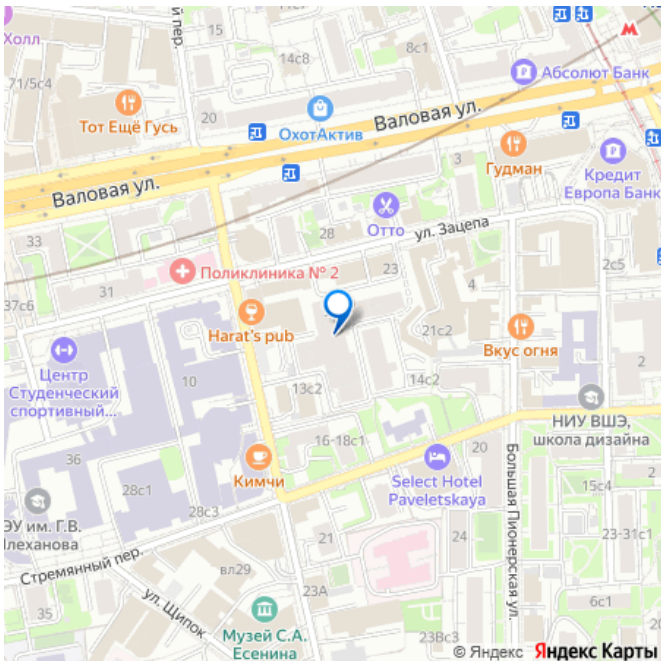 Холл
й пер.
15
14с8
8с1
71/5с4
Абсолют Банк
Тот Ещё Гусь
20
ОхотАктив
Валовая ул.
Гудман
3
Кредит
Европа Банк
Валовая ул.
Отто
ул. Зацепа
33
28
23
2с5
Поликлиника № 2
31
4
37с6
Harat's pub
21с2
Вкус огня
2
Центр
Студенческий
спортивный...
10
13с2
14с2
НИУ ВШЭ,
школа дизайна
16-18с1
20
36
Кимчи
Select Hotel
Paveletskaya
Большая Пионерская ул.
15с4
2
28с1
28с3
ЭУ им. Г.В.
Плеханова
21
21
23-31с1
Стремянный пер.
вл29
23А
35
ул. Щипок
6с1
Музей С.А.
Есенина
23Вс3
© Яндекс Яндекс Карты